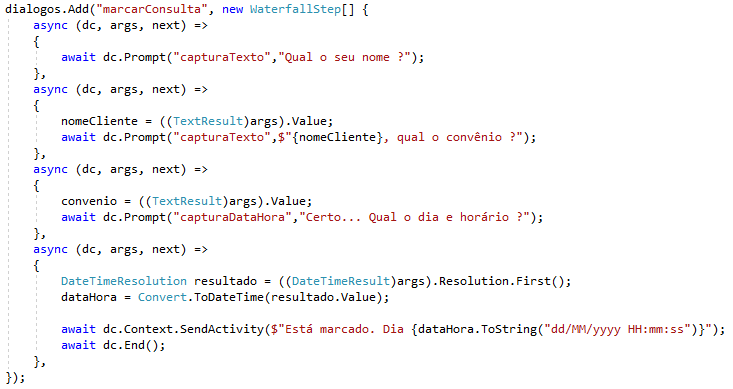 dialogos.Add("marcarConsulta", new WaterfallStep[] {
    async (dc, args, next) =>
    {
        await dc.Prompt("capturaTexto","Qual o seu nome ?");
    },
    async (dc, args, next) =>
    {
        nomeCliente = ((TextResult)args).Value;
        await dc.Prompt("capturaTexto",$"{nomeCliente}, qual o convênio ?");
    },
    async (dc, args, next) =>
    {
        convenio = ((TextResult)args).Value;
        await dc.Prompt("capturaDataHora","Certo... Qual o dia e horário ?");
    },
    async (dc, args, next) =>
    {
        DateTimeResolution resultado = ((DateTimeResult)args).Resolution.First();
        dataHora = Convert.ToDateTime(resultado.Value);

        await dc.Context.SendActivity($"Está marcado. Dia {dataHora.ToString("dd/MM/yyyy HH:mm:ss")}");
        await dc.End();
    },
});